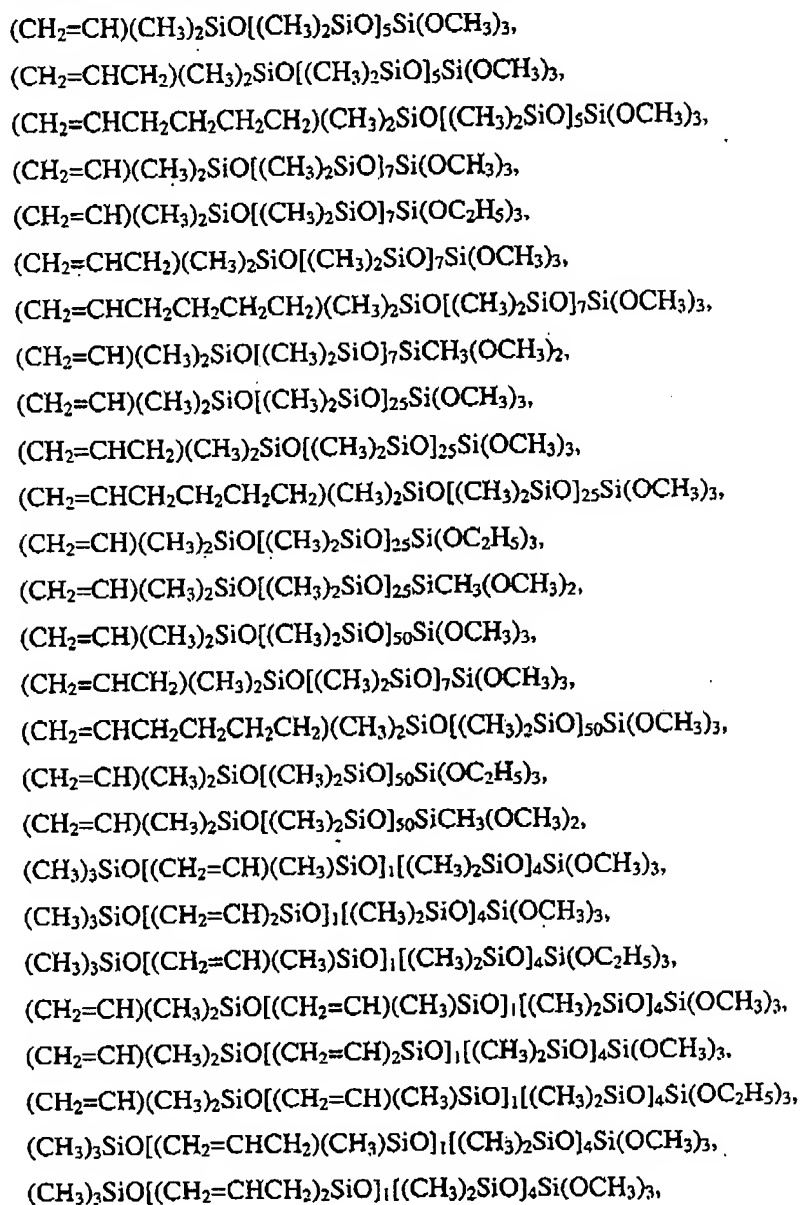 (CH₂=CH)(CH₃)₂SiO[(CH₃)₂SiO]₅Si(OCH₃)₃,
(CH₂=CHCH₂)(CH₃)₂SiO[(CH₃)₂SiO]₅Si(OCH₃)₃,
(CH₂=CHCH₂CH₂CH₂CH₂)(CH₃)₂SiO[(CH₃)₂SiO]₅Si(OCH₃)₃,
(CH₂=CH)(CH₃)₂SiO[(CH₃)₂SiO]₇Si(OCH₃)₃,
(CH₂=CH)(CH₃)₂SiO[(CH₃)₂SiO]₇Si(OC₂H₅)₃,
(CH₂=CHCH₂)(CH₃)₂SiO[(CH₃)₂SiO]₇Si(OCH₃)₃,
(CH₂=CHCH₂CH₂CH₂CH₂)(CH₃)₂SiO[(CH₃)₂SiO]₇Si(OCH₃)₃,
(CH₂=CH)(CH₃)₂SiO[(CH₃)₂SiO]₇SiCH₃(OCH₃)₂,
(CH₂=CH)(CH₃)₂SiO[(CH₃)₂SiO]₂₅Si(OCH₃)₃,
(CH₂=CHCH₂)(CH₃)₂SiO[(CH₃)₂SiO]₂₅Si(OCH₃)₃,
(CH₂=CHCH₂CH₂CH₂CH₂)(CH₃)₂SiO[(CH₃)₂SiO]₂₅Si(OCH₃)₃,
(CH₂=CH)(CH₃)₂SiO[(CH₃)₂SiO]₂₅Si(OC₂H₅)₃,
(CH₂=CH)(CH₃)₂SiO[(CH₃)₂SiO]₂₅SiCH₃(OCH₃)₂,
(CH₂=CH)(CH₃)₂SiO[(CH₃)₂SiO]₅₀Si(OCH₃)₃,
(CH₂=CHCH₂)(CH₃)₂SiO[(CH₃)₂SiO]₇Si(OCH₃)₃,
(CH₂=CHCH₂CH₂CH₂CH₂)(CH₃)₂SiO[(CH₃)₂SiO]₅₀Si(OCH₃)₃,
(CH₂=CH)(CH₃)₂SiO[(CH₃)₂SiO]₅₀Si(OC₂H₅)₃,
(CH₂=CH)(CH₃)₂SiO[(CH₃)₂SiO]₅₀SiCH₃(OCH₃)₂,
(CH₃)₃SiO[(CH₂=CH)(CH₃)SiO]₁[(CH₃)₂SiO]₄Si(OCH₃)₃,
(CH₃)₃SiO[(CH₂=CH)₂SiO]₁[(CH₃)₂SiO]₄Si(OCH₃)₃,
(CH₃)₃SiO[(CH₂=CH)(CH₃)SiO]₁[(CH₃)₂SiO]₄Si(OC₂H₅)₃,
(CH₂=CH)(CH₃)₂SiO[(CH₂=CH)(CH₃)SiO]₁[(CH₃)₂SiO]₄Si(OCH₃)₃,
(CH₂=CH)(CH₃)₂SiO[(CH₂=CH)₂SiO]₁[(CH₃)₂SiO]₄Si(OCH₃)₃.
(CH₂=CH)(CH₃)₂SiO[(CH₂=CH)(CH₃)SiO]₁[(CH₃)₂SiO]₄Si(OC₂H₅)₃,
(CH₃)₃SiO[(CH₂=CHCH₂)(CH₃)SiO]₁[(CH₃)₂SiO]₄Si(OCH₃)₃,
(CH₃)₃SiO[(CH₂=CHCH₂)₂SiO]₁[(CH₃)₂SiO]₄Si(OCH₃)₃,